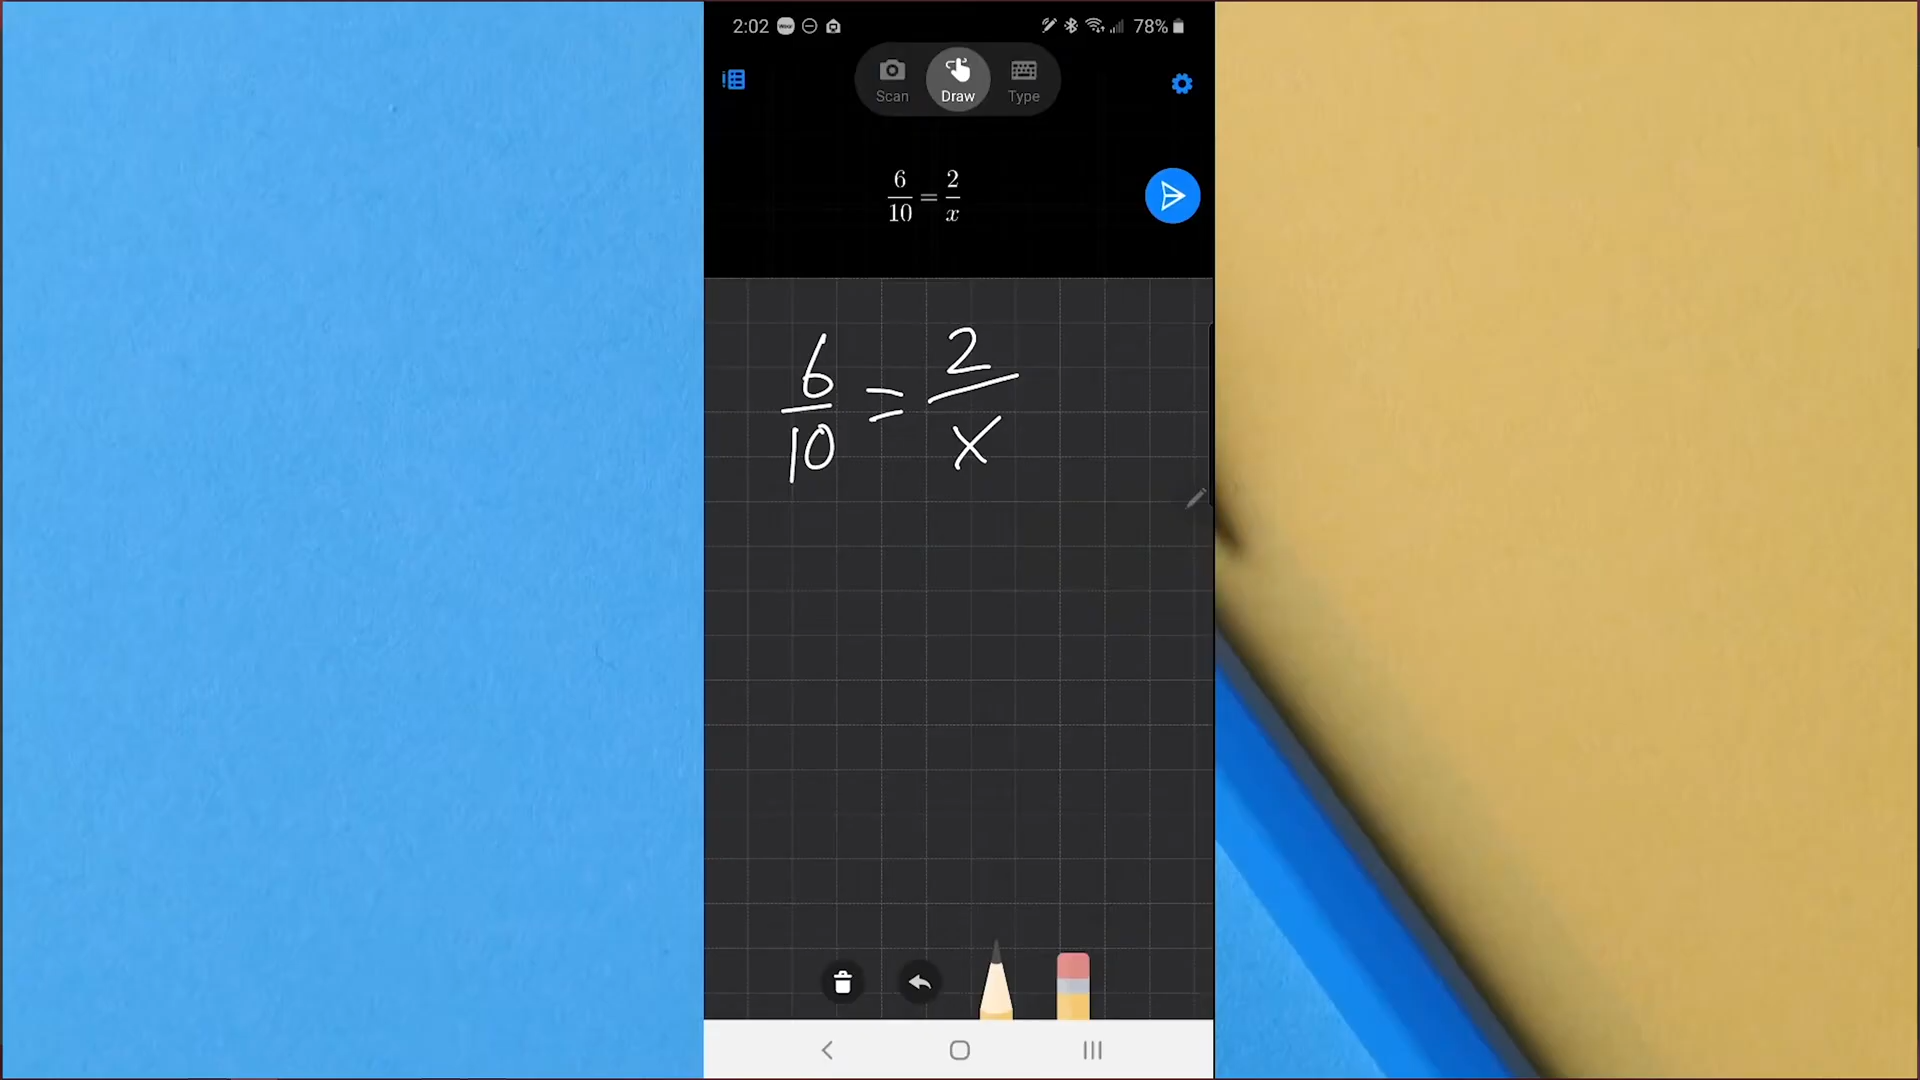 2:02 78%
Scan Draw Type
6/10 = 2/x
6/10 = 2/x